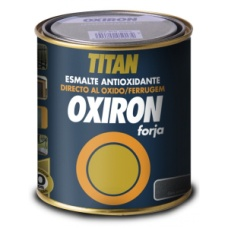 TITAN
ESMALTE ANTIOXIDANTE
DIRECTO AL OXIDO/FERRUGEM
OXIRON
forja